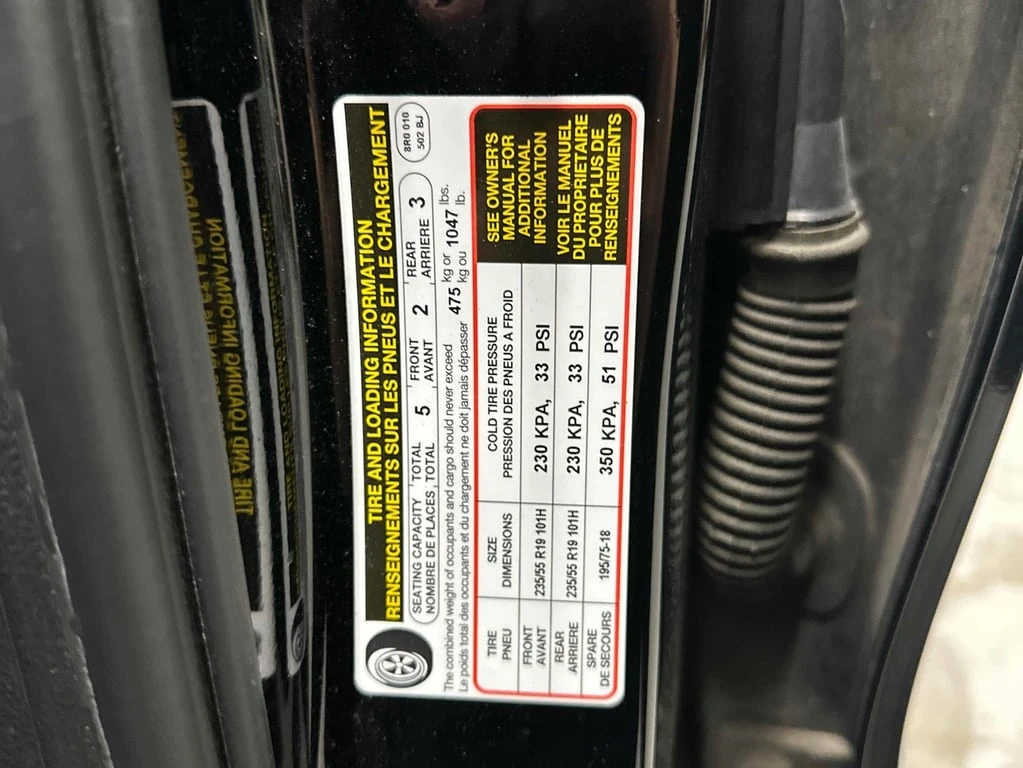 TIRE AND LOADING INFORMATION
RENSEIGNEMENTS SUR LES PNEUS ET LE CHARGEMENT
8R0 010
502 BJ
SEATING CAPACITY TOTAL 5 FRONT 2 REAR 3
NOMBRE DE PLACES TOTAL AVANT ARRIERE
The combined weight of occupants and cargo should never exceed 475 kg or 1047 lbs.
Le poids total des occupants et du chargement ne doit jamais dépasser kg ou lb.
TIRE SIZE COLD TIRE PRESSURE
PNEU DIMENSIONS PRESSION DES PNEUS A FROID
FRONT
AVANT 235/55 R19 101H 230 KPA, 33 PSI
REAR
ARRIERE 235/55 R19 101H 230 KPA, 33 PSI
SPARE
DE SECOURS 195/75-18 350 KPA, 51 PSI
SEE OWNER'S
MANUAL FOR
ADDITIONAL
INFORMATION
VOIR LE MANUEL
DU PROPRIETAIRE
POUR PLUS DE
RENSEIGNEMENTS
TIRE AND LOADING INFORMATION